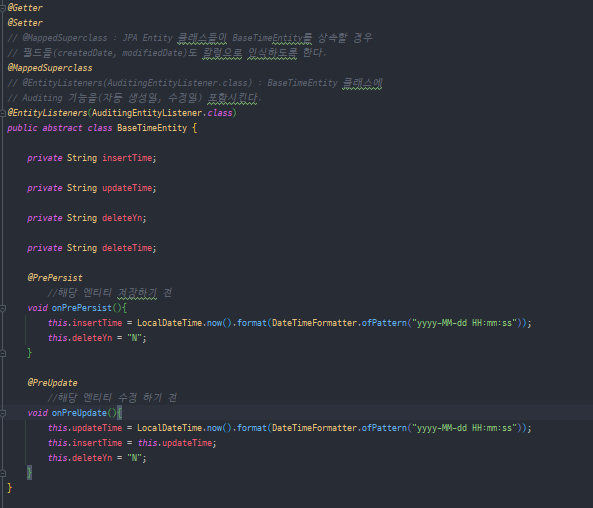 @Getter
@Setter
// @MappedSuperclass : JPA Entity 클래스들이 BaseTimeEntity를 상속할 경우
// 필드들(createdDate, modifiedDate)도 칼럼으로 인식하도록 한다.
@MappedSuperclass
// @EntityListeners(AuditingEntityListener.class) : BaseTimeEntity 클래스에
// Auditing 기능을(자동 생성일, 수정일) 포함시킨다.
@EntityListeners(AuditingEntityListener.class)
public abstract class BaseTimeEntity {
private String insertTime;
private String updateTime;
private String deleteYn;
private String deleteTime;
@PrePersist
//해당 엔티티 저장하기 전
void onPrePersist(){
this.insertTime = LocalDateTime.now().format(DateTimeFormatter.ofPattern("yyyy-MM-dd HH:mm:ss"));
this.deleteYn = "N";
}
@PreUpdate
//해당 엔티티 수정 하기 전
void onPreUpdate(){
this.updateTime = LocalDateTime.now().format(DateTimeFormatter.ofPattern("yyyy-MM-dd HH:mm:ss"));
this.insertTime = this.updateTime;
this.deleteYn = "N";
}
}